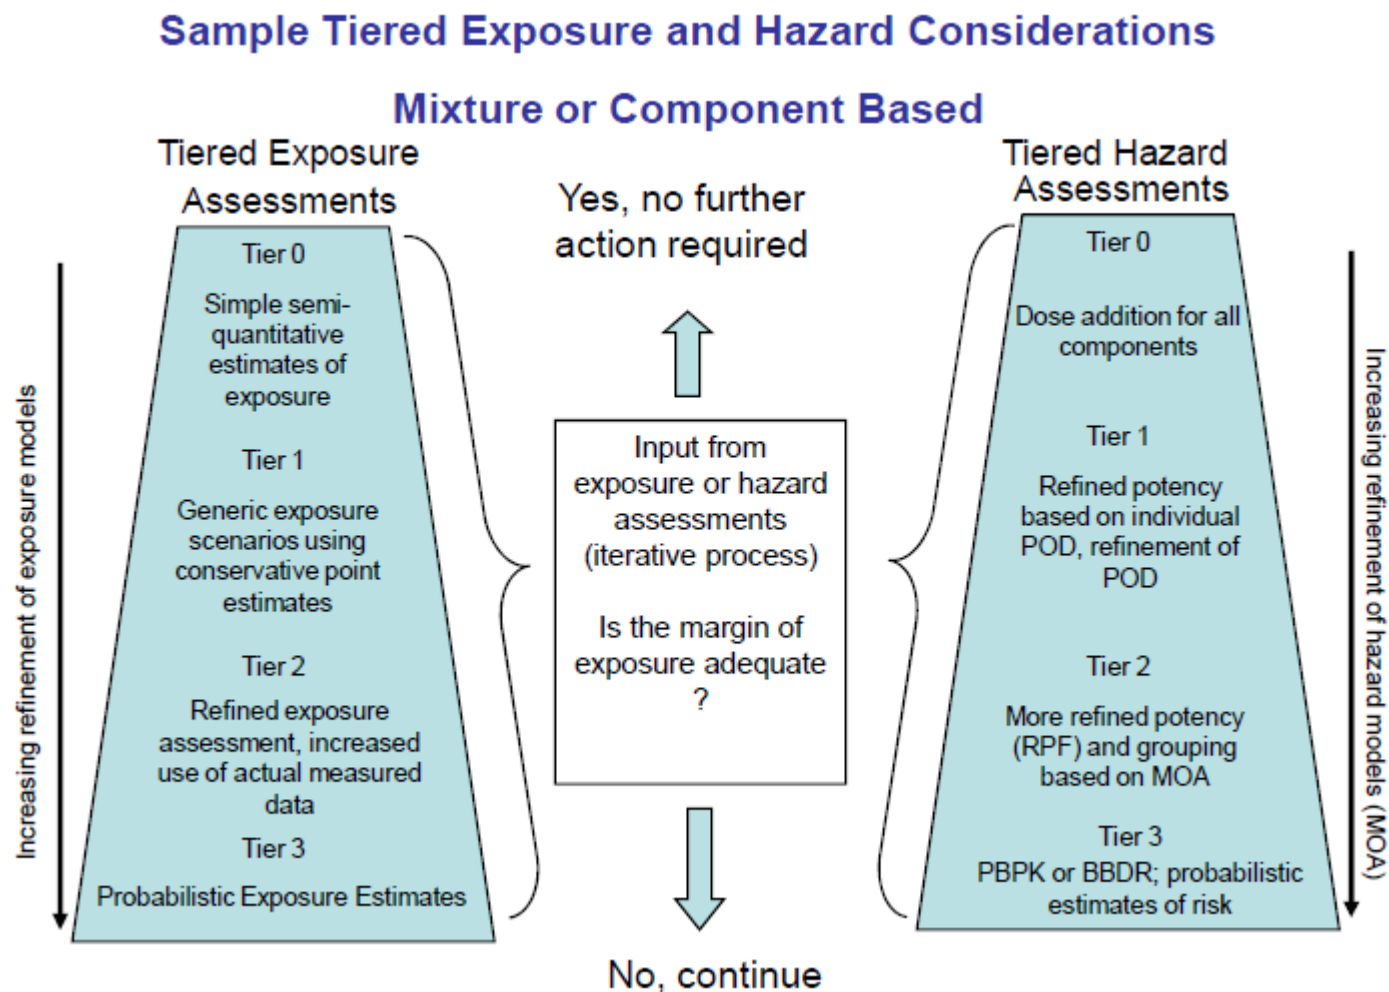 Sample Tiered Exposure and Hazard Considerations
Mixture or Component Based
Tiered Exposure
Assessments
Increasing refinement of exposure models
Tier 0
Simple semi-
quantitative
estimates of
exposure
Tier 1
Generic exposure
scenarios using
conservative point
estimates
Tier 2
Refined exposure
assessment, increased
use of actual measured
data
Tier 3
Probabilistic Exposure Estimates
Yes, no further
action required
Input from
exposure or hazard
assessments
(iterative process)
Is the margin of
exposure adequate
?
No, continue
Tiered Hazard
Assessments
Tier 0
Dose addition for all
components
Tier 1
Refined potency
based on individual
POD, refinement of
POD
Tier 2
More refined potency
(RPF) and grouping
based on MOA
Tier 3
PBPK or BBDR; probabilistic
estimates of risk
Increasing refinement of hazard models (MOA)